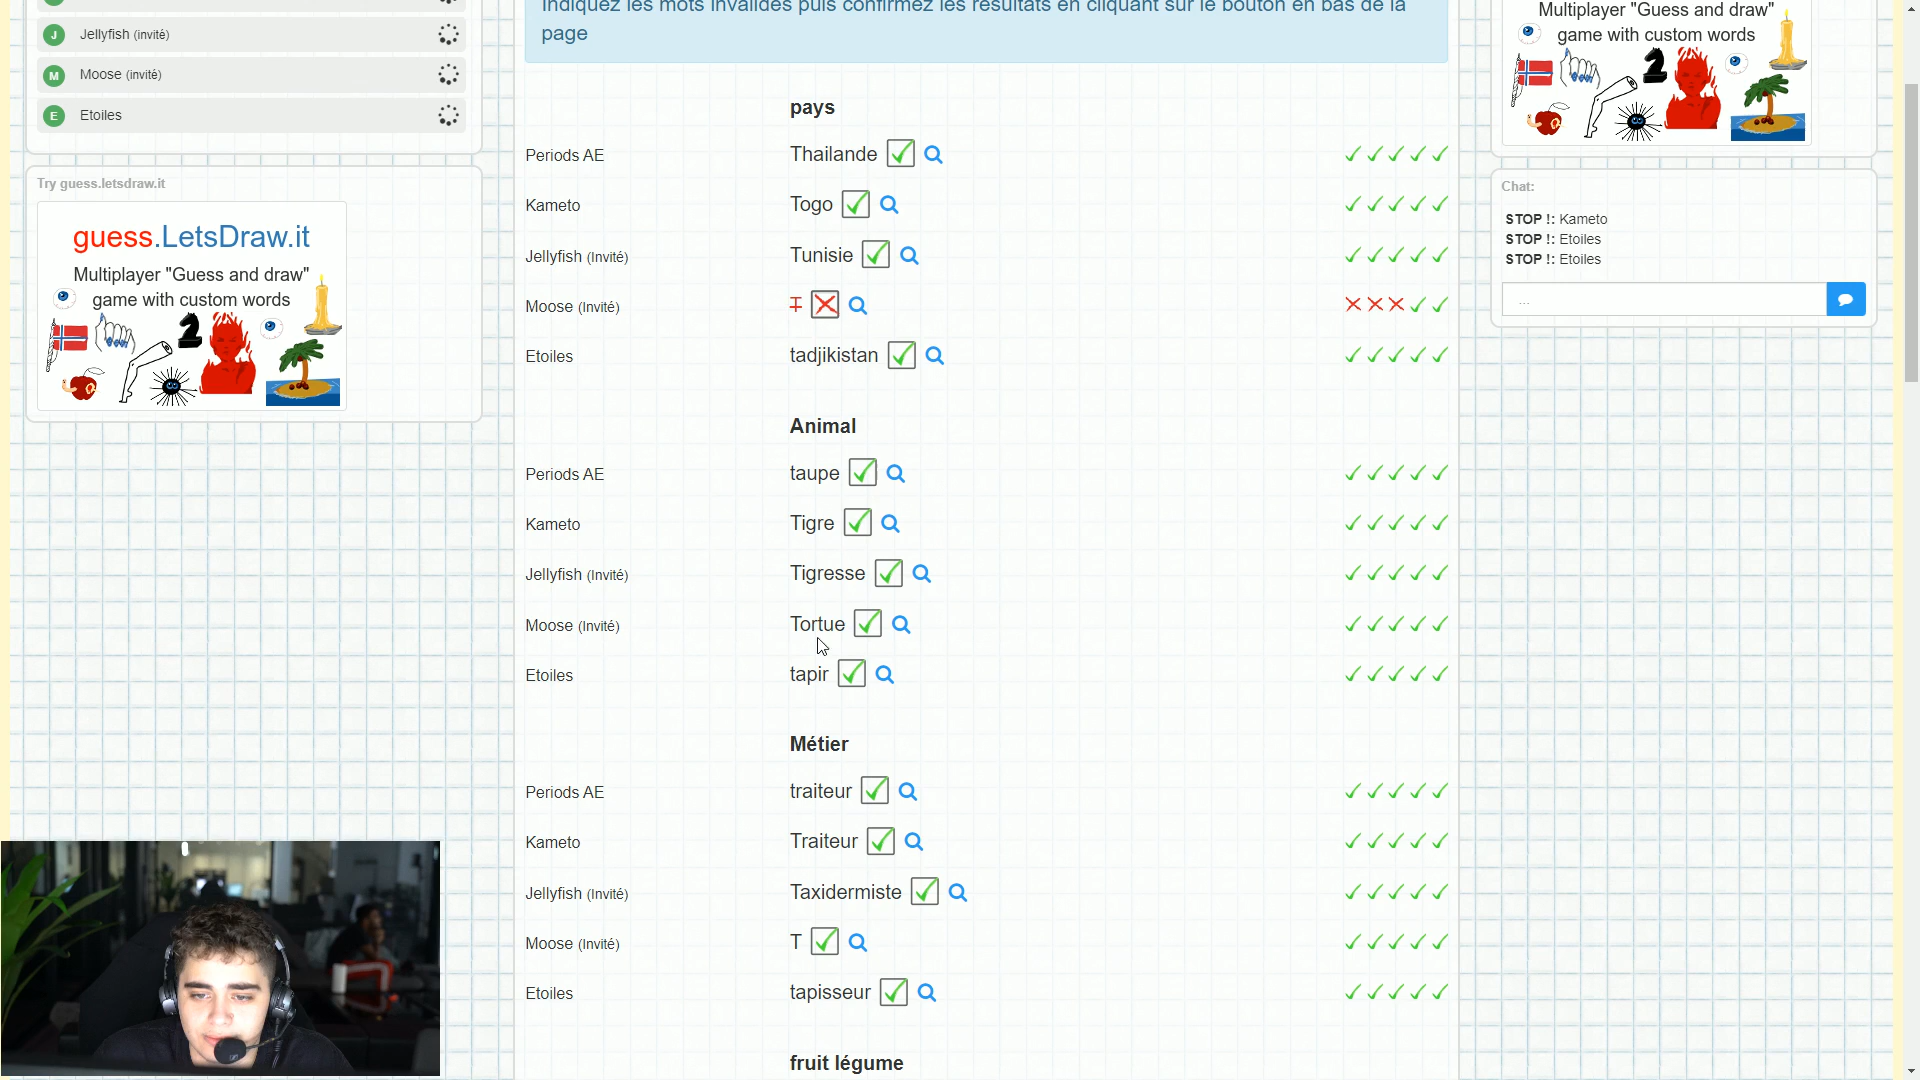 Jellyfish (invité)
Moose (invité)
Etoiles
J
M
E
Try guess.letsdraw.it
guess.LetsDraw.it
Multiplayer "Guess and draw"
game with custom words
Indiquez les mots invalides puis confirmez les résultats en cliquant sur le bouton en bas de la
page
pays
Periods AE Thailande
Kameto Togo
Jellyfish (Invité) Tunisie
Moose (Invité) T
Etoiles tadjikistan
Animal
Periods AE taupe
Kameto Tigre
Jellyfish (Invité) Tigresse
Moose (Invité) Tortue
Etoiles tapir
Métier
Periods AE traiteur
Kameto Traiteur
Jellyfish (Invité) Taxidermiste
Moose (Invité) T
Etoiles tapisseur
fruit légume
Multiplayer "Guess and draw"
game with custom words
Chat:
STOP !: Kameto
STOP !: Etoiles
STOP !: Etoiles
...